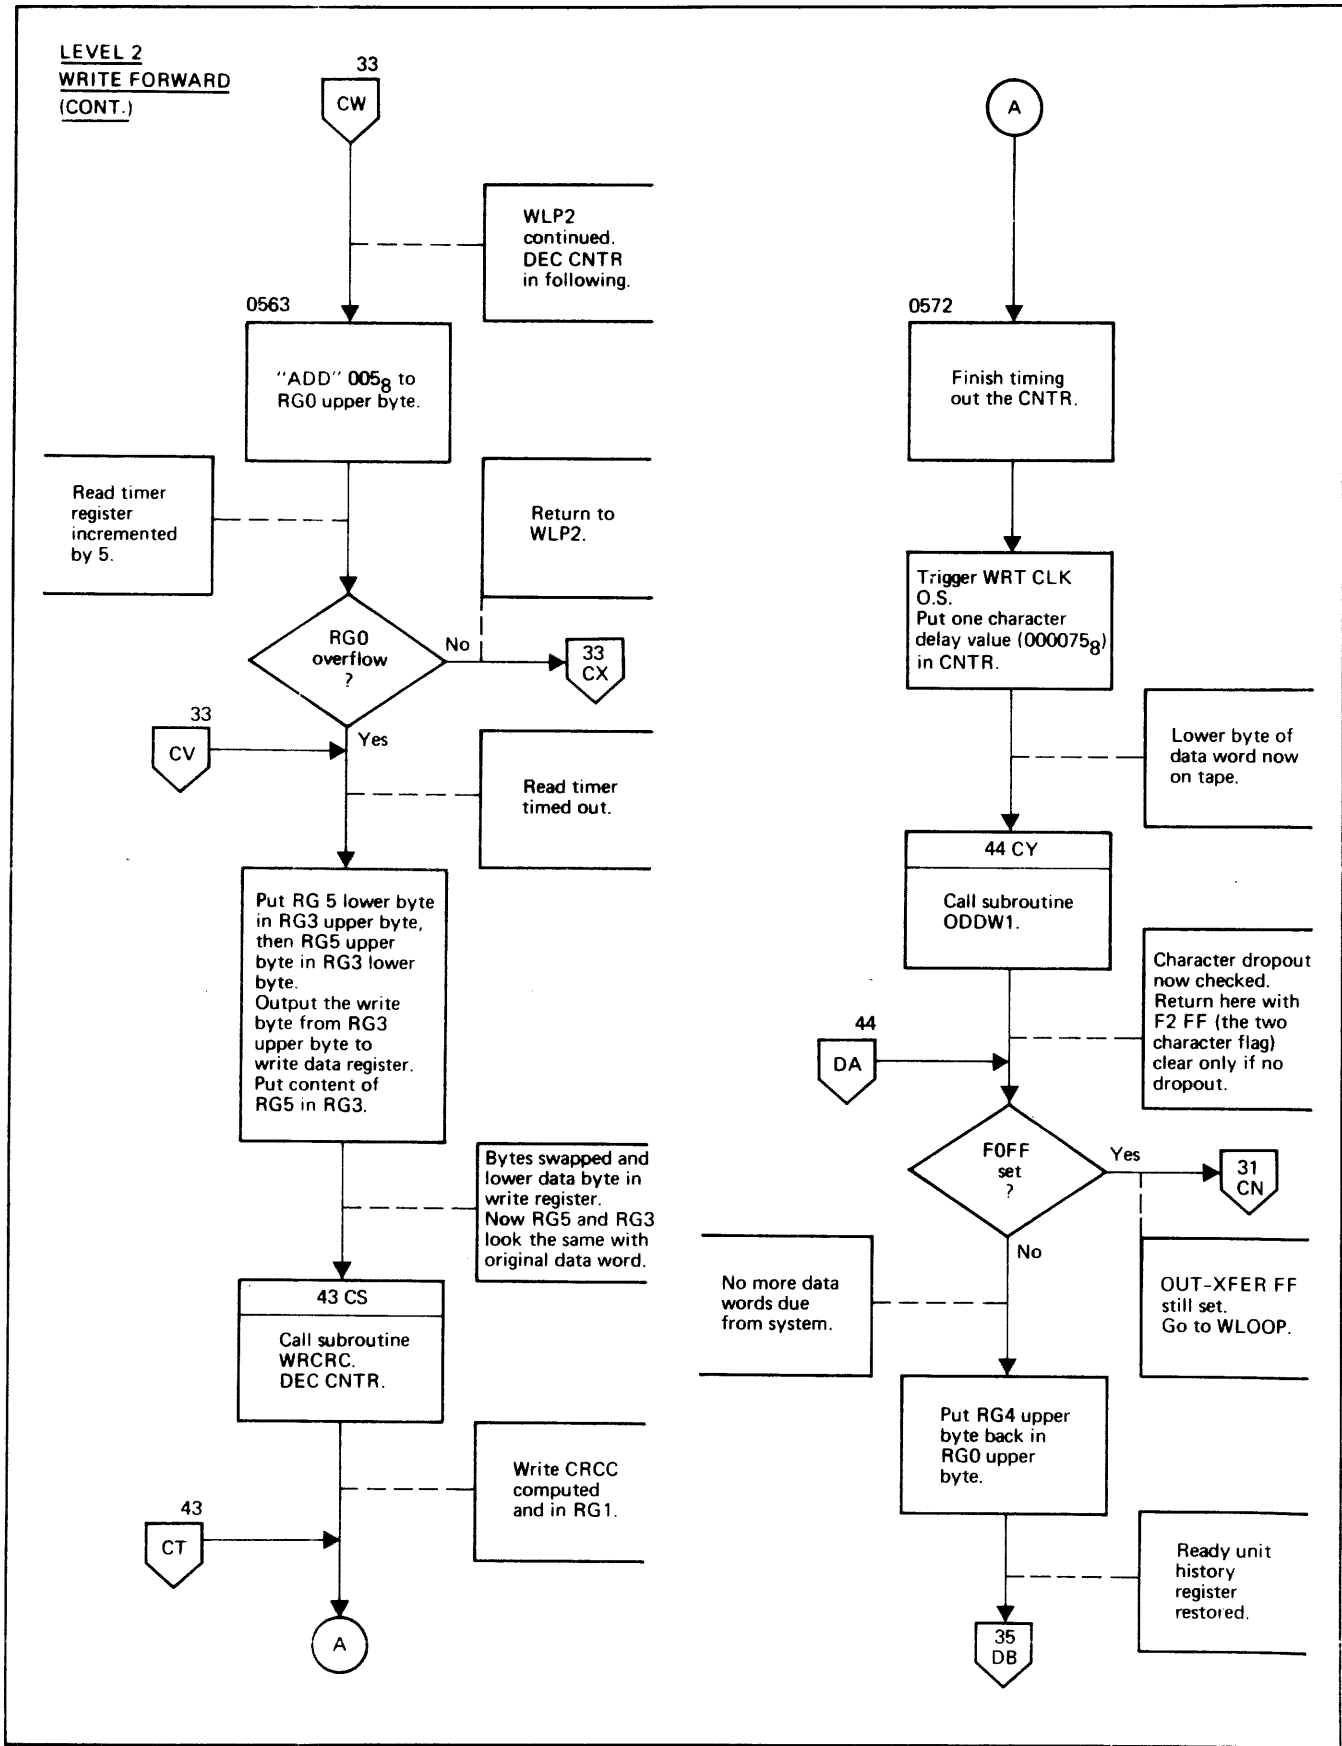 LEVEL 2
WRITE FORWARD
(CONT.)
33
CW
WLP2
continued.
DEC CNTR
in following.
0563
"ADD" 005₈ to
RG0 upper byte.
Read timer
register
incremented
by 5.
Return to
WLP2.
RG0
overflow
?
No
33
CX
33
CV
Yes
Read timer
timed out.
Put RG 5 lower byte
in RG3 upper byte,
then RG5 upper
byte in RG3 lower
byte.
Output the write
byte from RG3
upper byte to
write data register.
Put content of
RG5 in RG3.
Bytes swapped and
lower data byte in
write register.
Now RG5 and RG3
look the same with
original data word.
43 CS
Call subroutine
WRCRC.
DEC CNTR.
Write CRCC
computed
and in RG1.
43
CT
A
A
0572
Finish timing
out the CNTR.
Trigger WRT CLK
O.S.
Put one character
delay value (000075₈)
in CNTR.
Lower byte of
data word now
on tape.
44 CY
Call subroutine
ODDW1.
Character dropout
now checked.
Return here with
F2 FF (the two
character flag)
clear only if no
dropout.
44
DA
F0FF
set
?
Yes
31
CN
No
OUT-XFER FF
still set.
Go to WLOOP.
No more data
words due
from system.
Put RG4 upper
byte back in
RG0 upper
byte.
Ready unit
history
register
restored.
35
DB